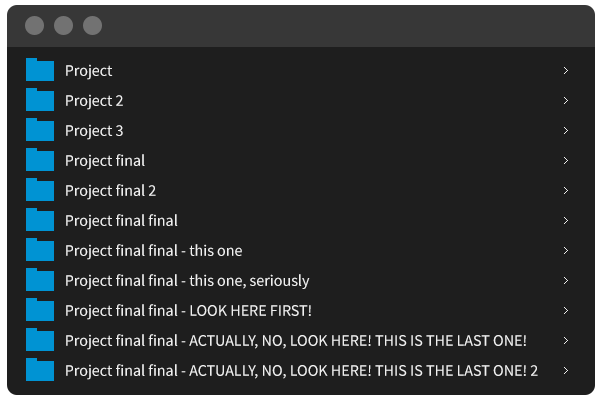 Project
Project 2
Project 3
Project final
Project final 2
Project final final
Project final final - this one
Project final final - this one, seriously
Project final final - LOOK HERE FIRST!
Project final final - ACTUALLY, NO, LOOK HERE! THIS IS THE LAST ONE!
Project final final - ACTUALLY, NO, LOOK HERE! THIS IS THE LAST ONE! 2